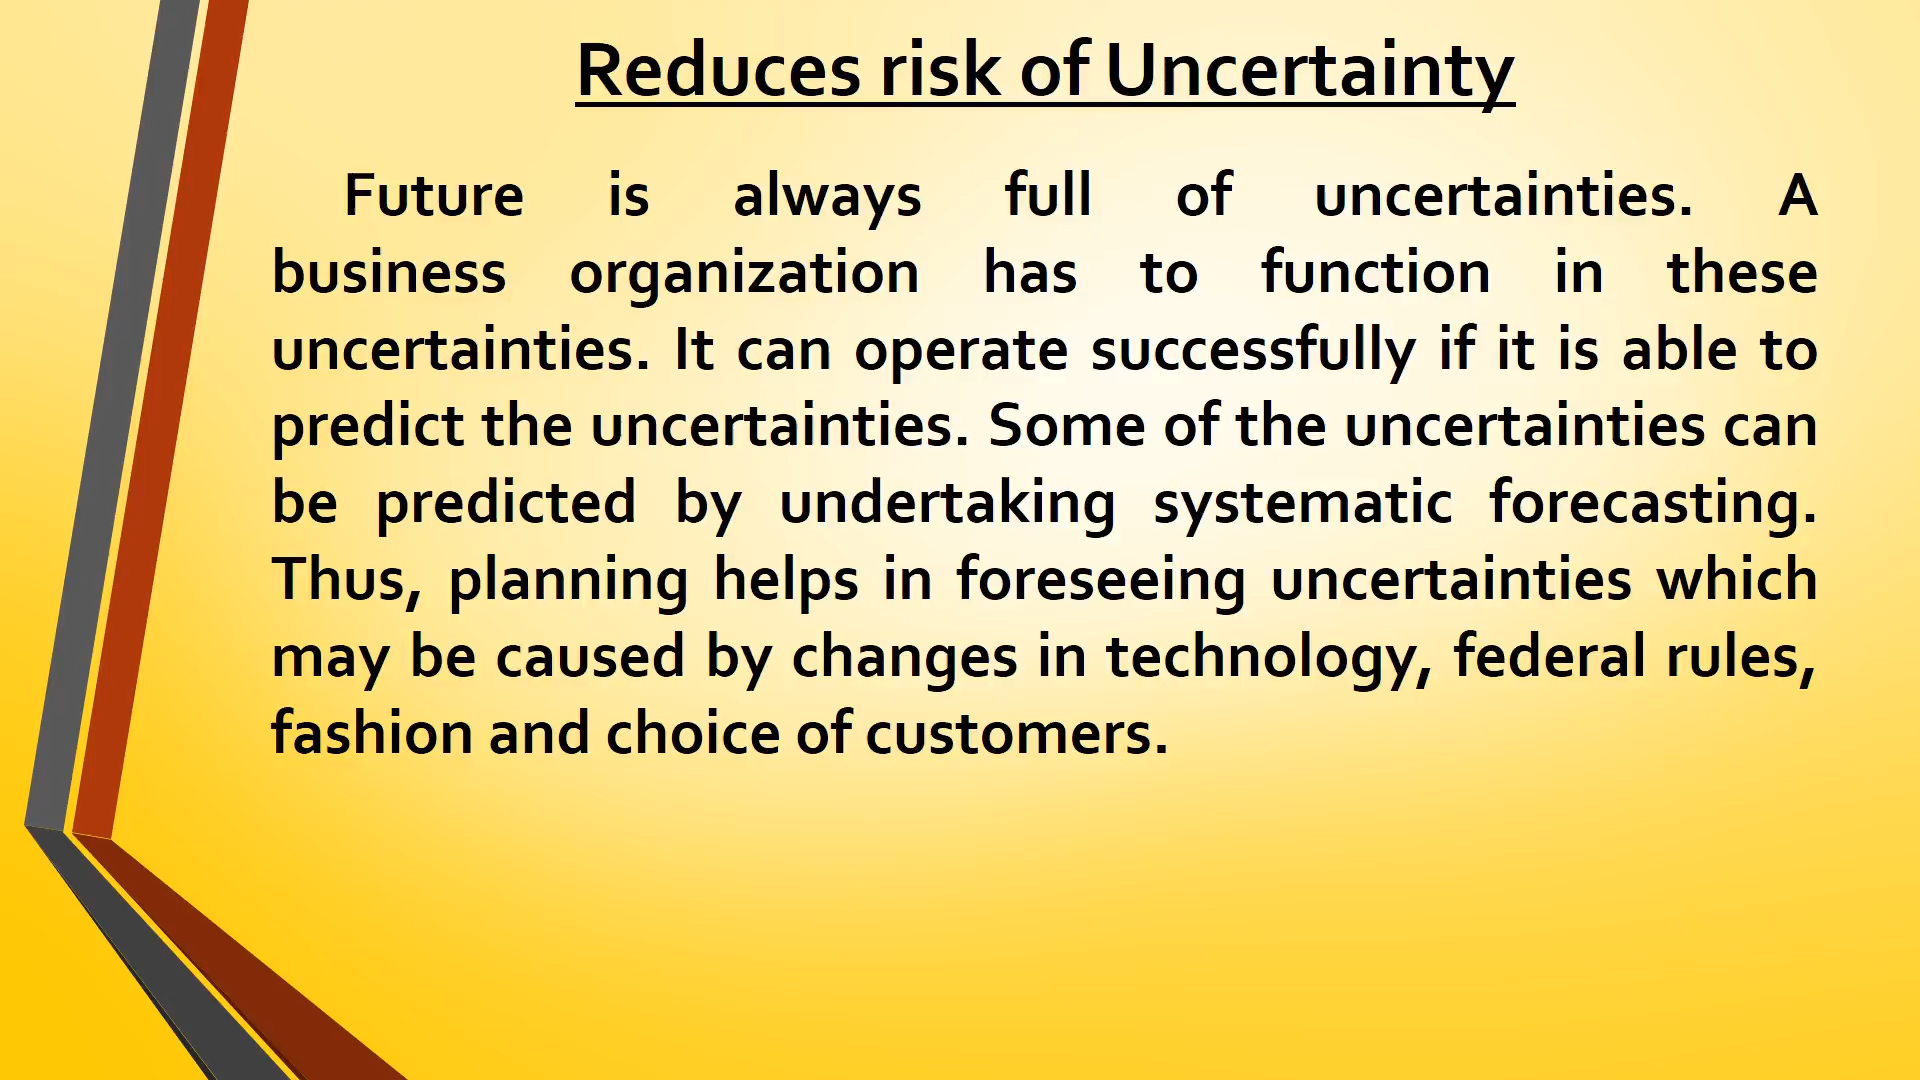 Reduces risk of Uncertainty
Future is always full of uncertainties. A
business organization has to function in these
uncertainties. It can operate successfully if it is able to
predict the uncertainties. Some of the uncertainties can
be predicted by undertaking systematic forecasting.
Thus, planning helps in foreseeing uncertainties which
may be caused by changes in technology, federal rules,
fashion and choice of customers.